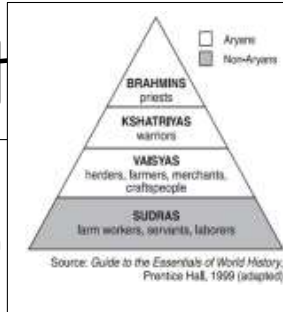 Aryans
Non-Aryans
BRAHMINS
priests
KSHATRIYAS
warriors
VAISYAS
herders, farmers, merchants,
craftspeople
SUDRAS
farm workers, servants, laborers
Source: Guide to the Essentials of World History,
Prentice Hall, 1999 (adapted)